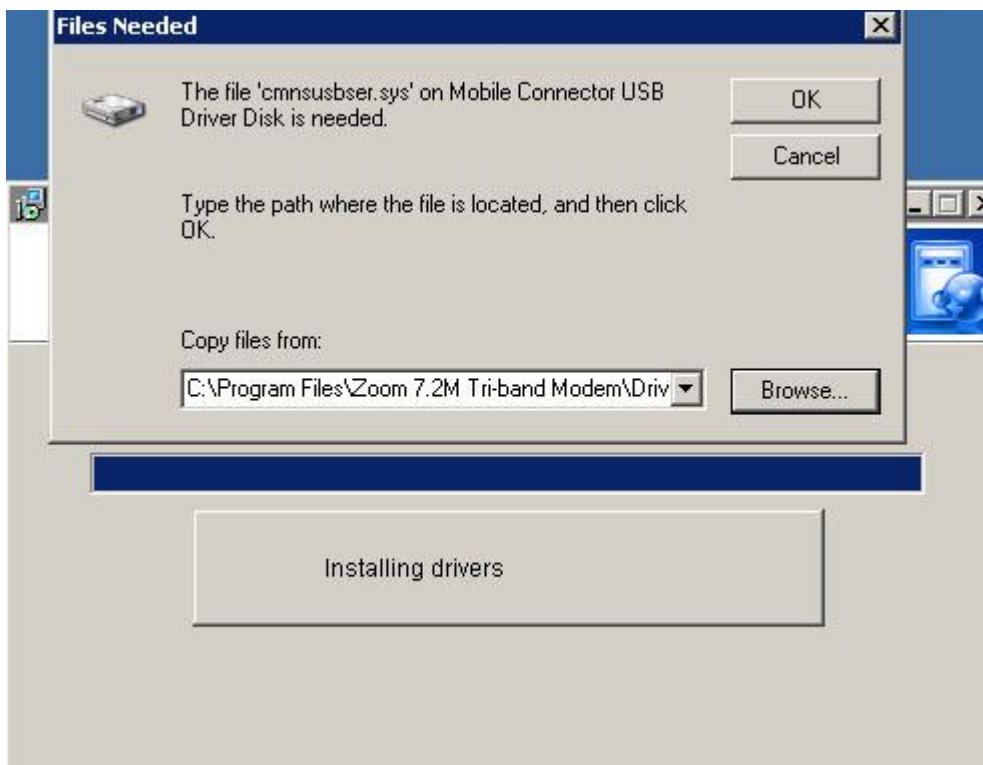 Files Needed
The file 'cmnsusbser.sys' on Mobile Connector USB
Driver Disk is needed.
OK
Cancel
Type the path where the file is located, and then click
OK.
Copy files from:
C:\Program Files\Zoom 7.2M Tri-band Modem\Driv
Browse...
Installing drivers